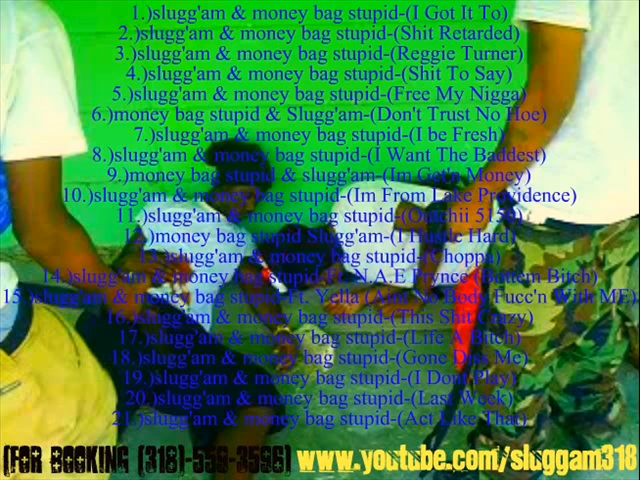 1.)slugg'am & money bag stupid-(I Got It To)
2.)slugg'am & money bag stupid-(Shit Retarded)
3.)slugg'am & money bag stupid-(Reggie Turner)
4.)slugg'am & money bag stupid-(Shit To Say)
5.)slugg'am & money bag stupid-(Free My Nigga)
6.)money bag stupid & Slugg'am-(Don't Trust No Hoe)
7.)slugg'am & money bag stupid-(I be Fresh)
8.)slugg'am & money bag stupid-(I Want The Baddest)
9.)money bag stupid & slugg'am-(Im Get'n Money)
10.)slugg'am & money bag stupid-(Im From Lake Providence)
11.)slugg'am & money bag stupid-( 5150)
12.)money bag stupid Slugg'am-(I Hustle Hard)
13.)slugg'am & money bag stupid-(Choppa)
14.)slugg'am & money bag stupid-Ft. N.A.E Prynce (Bottem Bitch)
15.)slugg'am & money bag stupid-Ft. Yella (Aint No Body Fucc'n With ME)
16.)slugg'am & money bag stupid-(This Shit Crazy)
17.)slugg'am & money bag stupid-(Life A Bitch)
18.)slugg'am & money bag stupid-(Gone Diss Me)
19.)slugg'am & money bag stupid-(I Dont Play)
20.)slugg'am & money bag stupid-(Last Week)
21.)slugg'am & money bag stupid-(Act Like That)
(FOR BOOKING (318)-559-3596) www.youtube.com/sluggam318